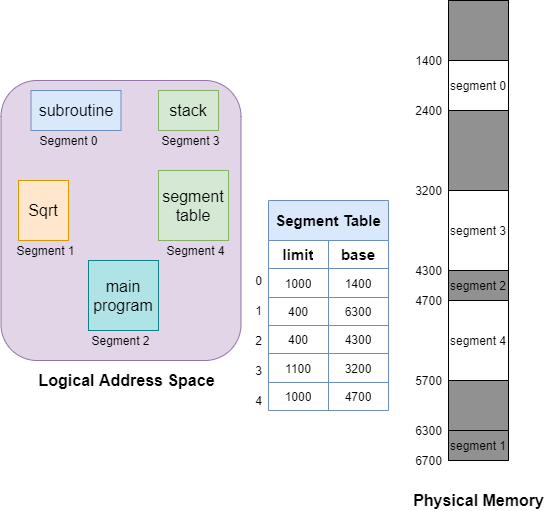 subroutine
Segment 0
stack
Segment 3
Sqrt
Segment 1
segment
table
Segment 4
main
program
Segment 2
Logical Address Space
Segment Table
limit base
0 1000 1400
1 400 6300
2 400 4300
3 1100 3200
4 1000 4700
1400
segment 0
2400
3200
segment 3
4300
segment 2
4700
segment 4
5700
6300
segment 1
6700
Physical Memory